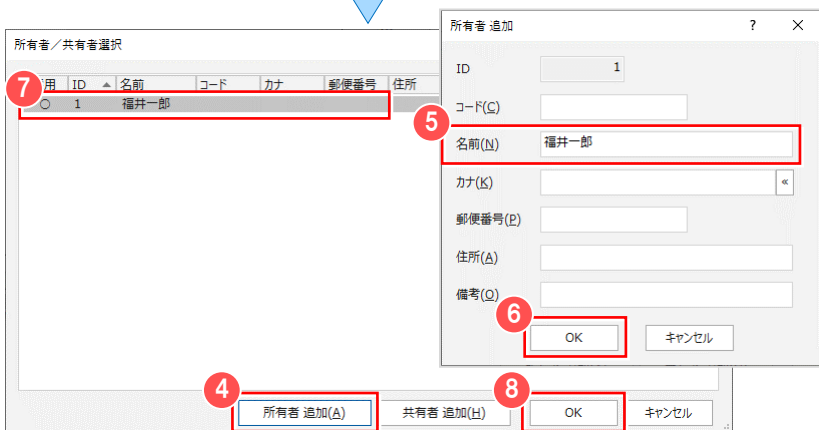 所有者／共有者選択
7
用 ID 名前 コード カナ 郵便番号 住所
○ 1 福井一郎
4
所有者 追加(A) 共有者 追加(H)
8
OK キャンセル
所有者 追加 ? ×
ID 1
コード(C)
5
名前(N) 福井一郎
カナ(K) «
郵便番号(P)
住所(A)
備考(O)
6
OK キャンセル